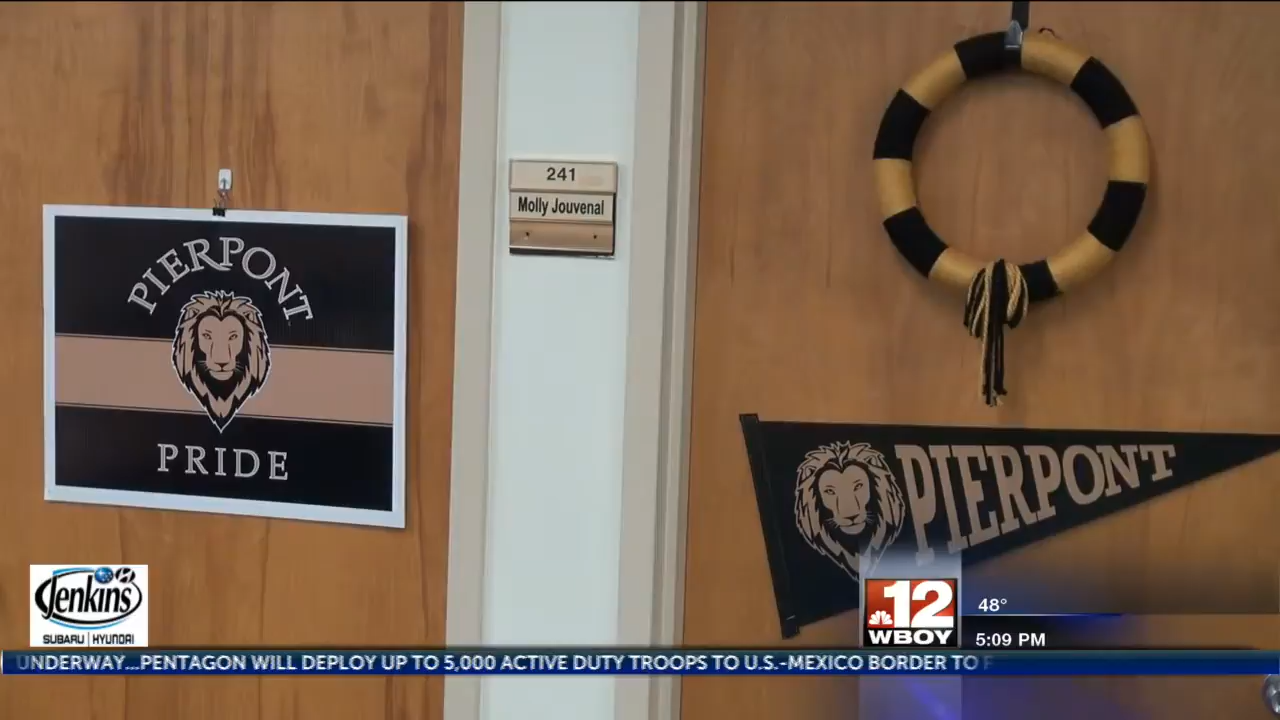 241
Molly Jouvenal
PIERPONT
PRIDE
PIERPONT
Jenkins
SUBARU | HYUNDAI
12
WBOY
48°
5:09 PM
UNDERWAY...PENTAGON WILL DEPLOY UP TO 5,000 ACTIVE DUTY TROOPS TO U.S.-MEXICO BORDER TO